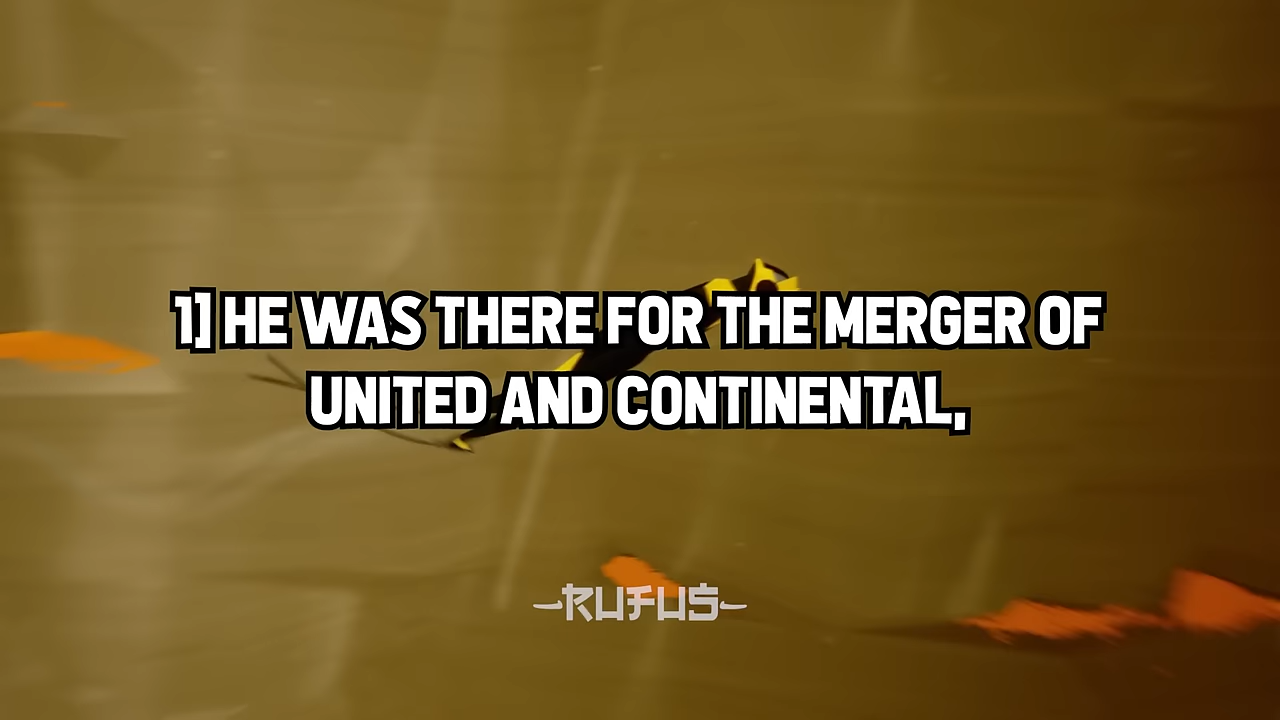 1] HE WAS THERE FOR THE MERGER OF
UNITED AND CONTINENTAL,
-RUFUS-